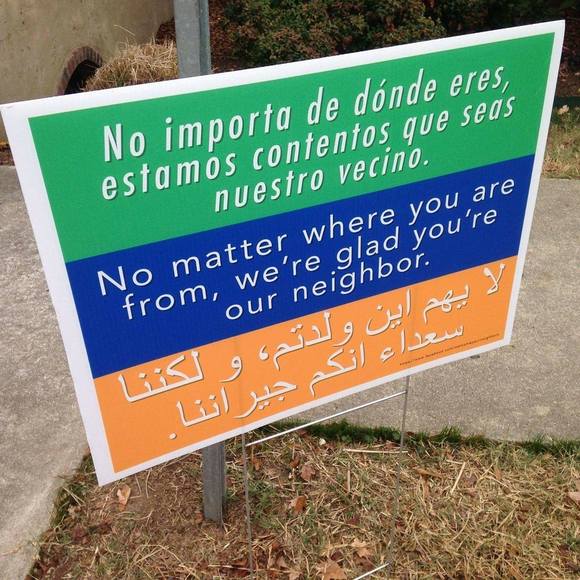 No importa de dónde eres,
estamos contentos que seas
nuestro vecino.
No matter where you are
from, we're glad you're
our neighbor.
لا يهم اين ولدتم، و لكننا
سعداء انكم جيراننا.